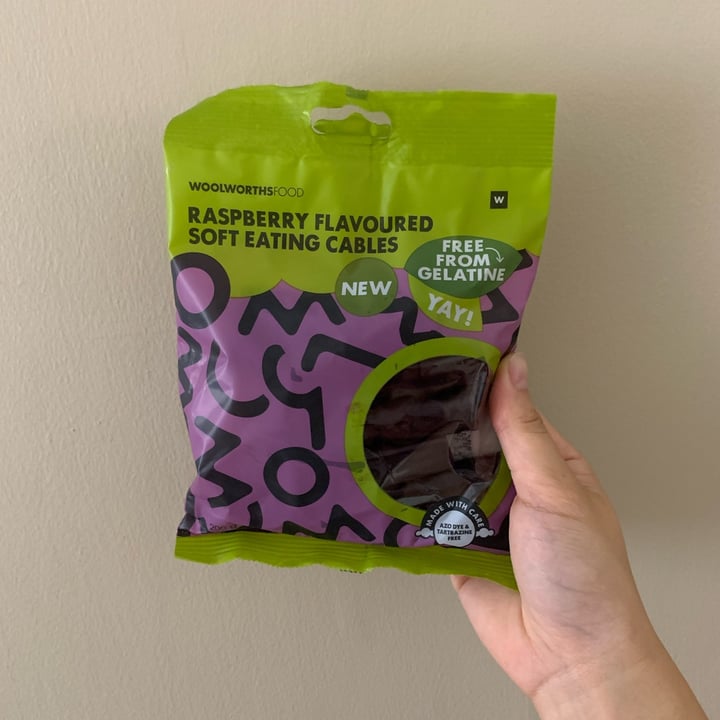 WOOLWORTHSFOOD
W
RASPBERRY FLAVOURED
SOFT EATING CABLES
NEW
FREE
FROM
GELATINE
YAY!
MADE WITH CARE
AZO DYE &
TARTRAZINE
FREE